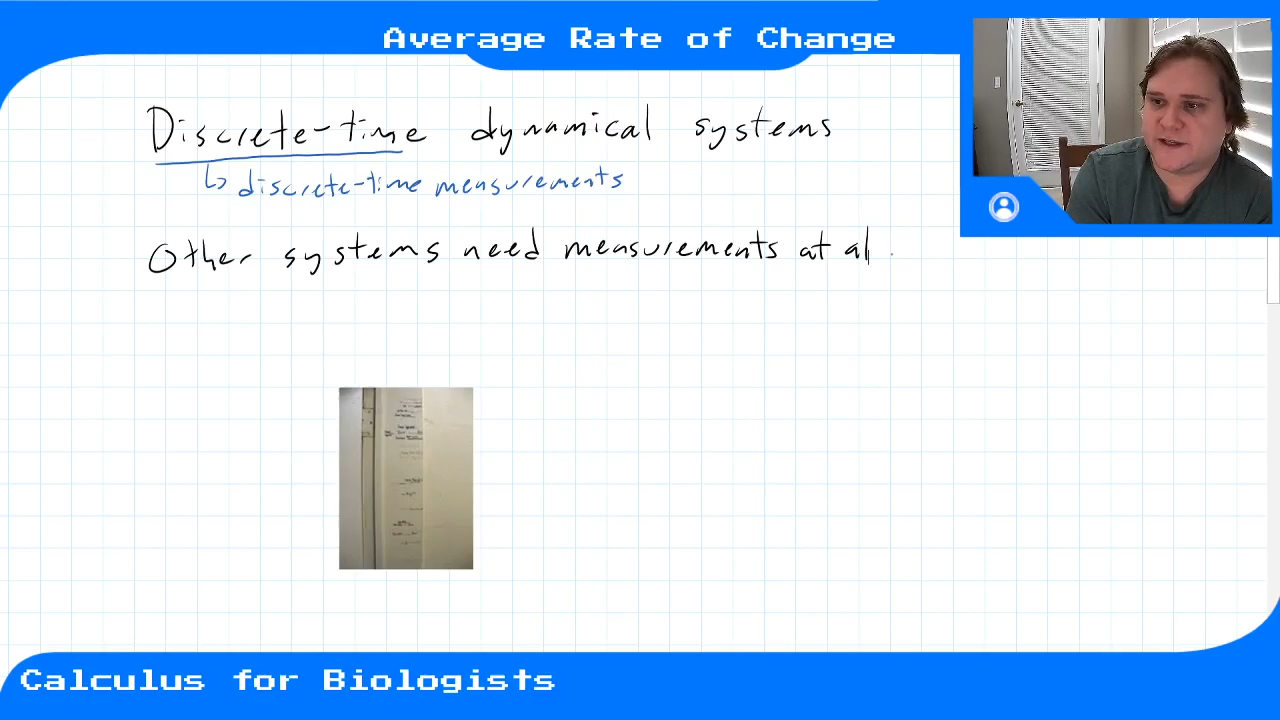 Average Rate of Change
Discrete-time dynamical systems
↳ discrete-time measurements
Other systems need measurements at al
Calculus for Biologists